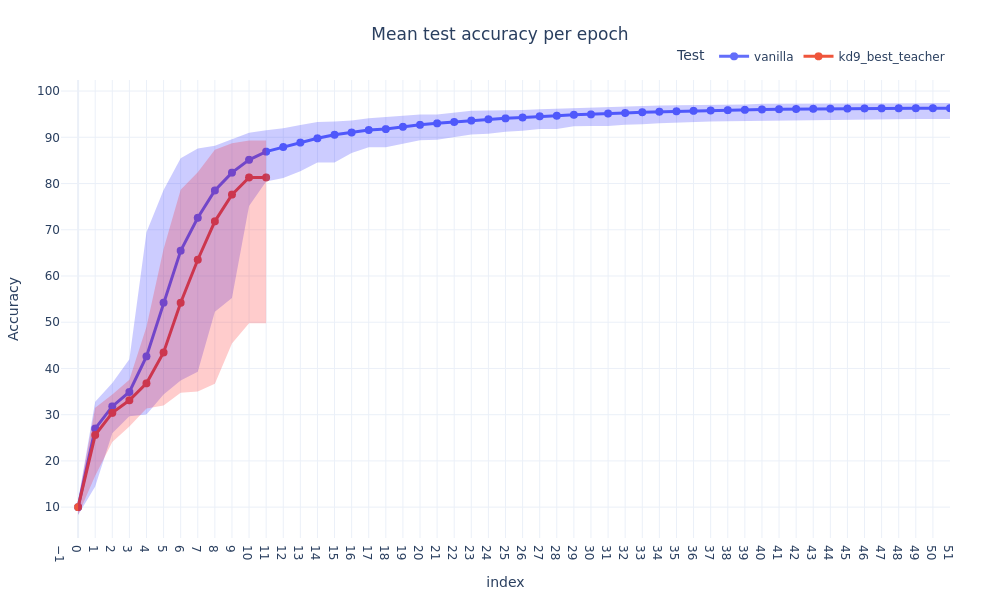 Mean test accuracy per epoch
Test vanilla kd9_best_teacher
100
90
80
70
60
50
40
30
20
10
Accuracy
−1 0 1 2 3 4 5 6 7 8 9 10 11 12 13 14 15 16 17 18 19 20 21 22 23 24 25 26 27 28 29 30 31 32 33 34 35 36 37 38 39 40 41 42 43 44 45 46 47 48 49 50 51
index